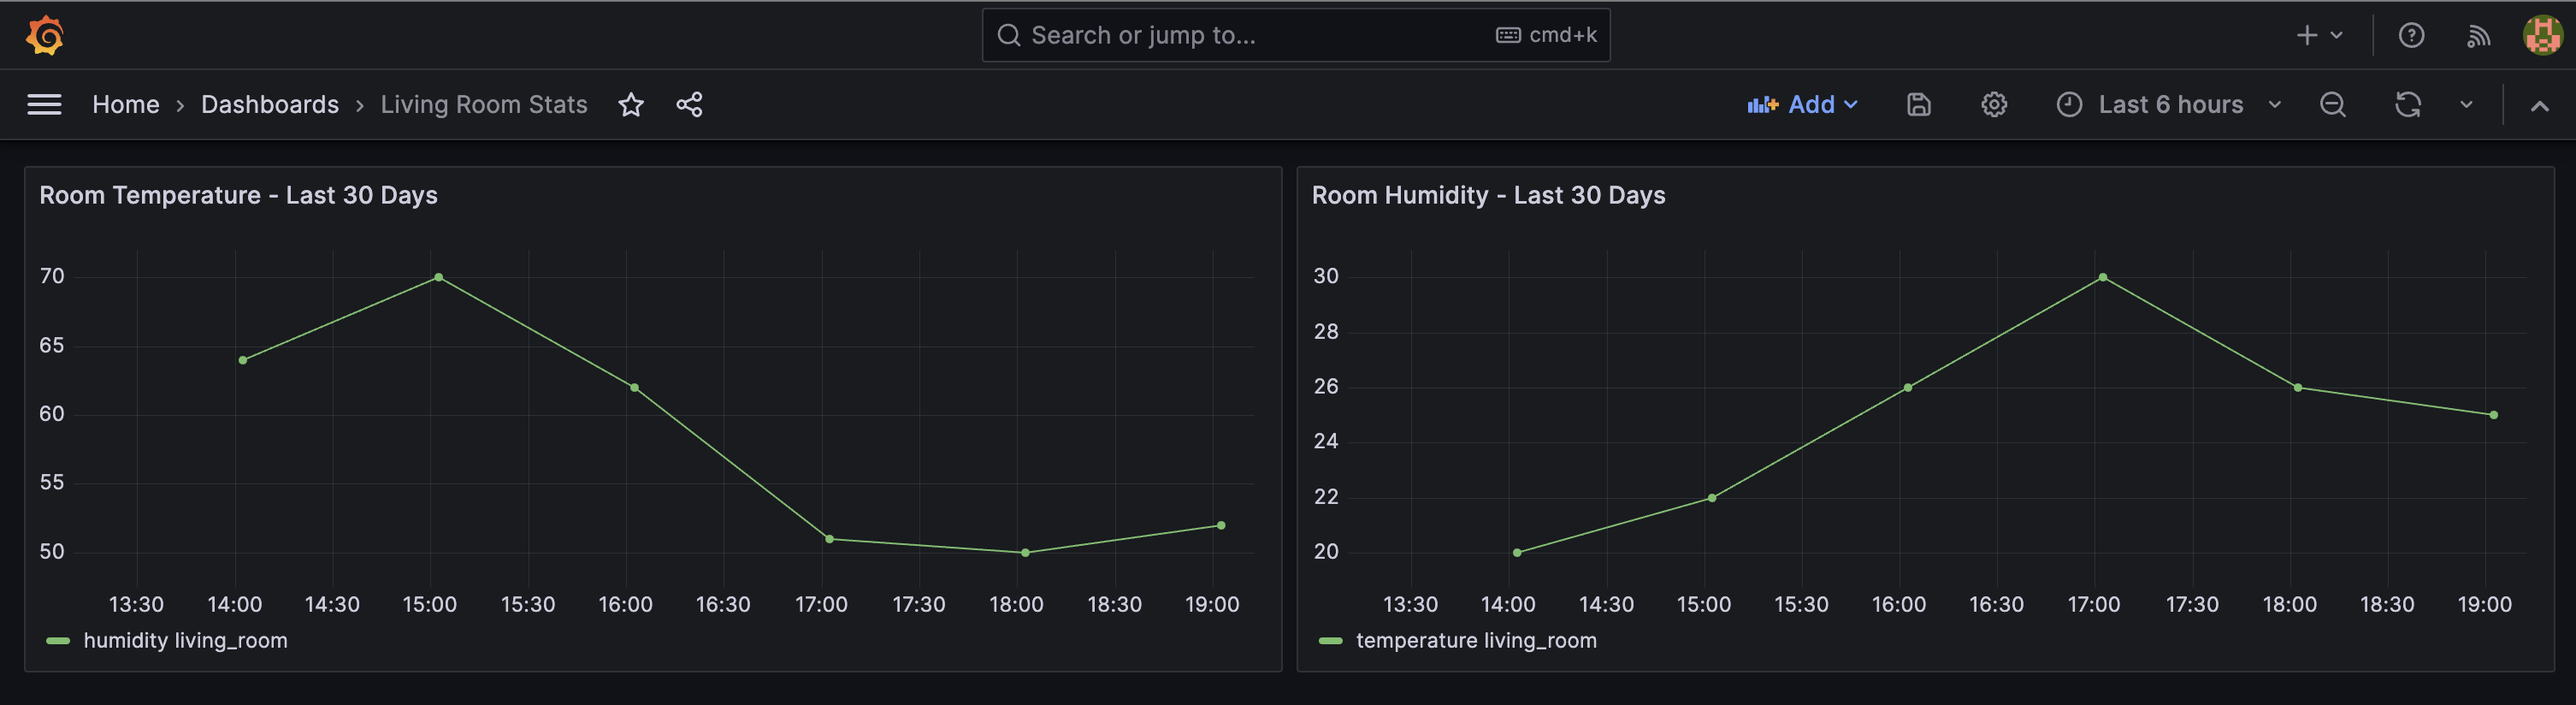 Search or jump to... cmd+k
Home › Dashboards › Living Room Stats Add Last 6 hours
Room Temperature - Last 30 Days
70
65
60
55
50
13:30 14:00 14:30 15:00 15:30 16:00 16:30 17:00 17:30 18:00 18:30 19:00
humidity living_room
Room Humidity - Last 30 Days
30
28
26
24
22
20
13:30 14:00 14:30 15:00 15:30 16:00 16:30 17:00 17:30 18:00 18:30 19:00
temperature living_room